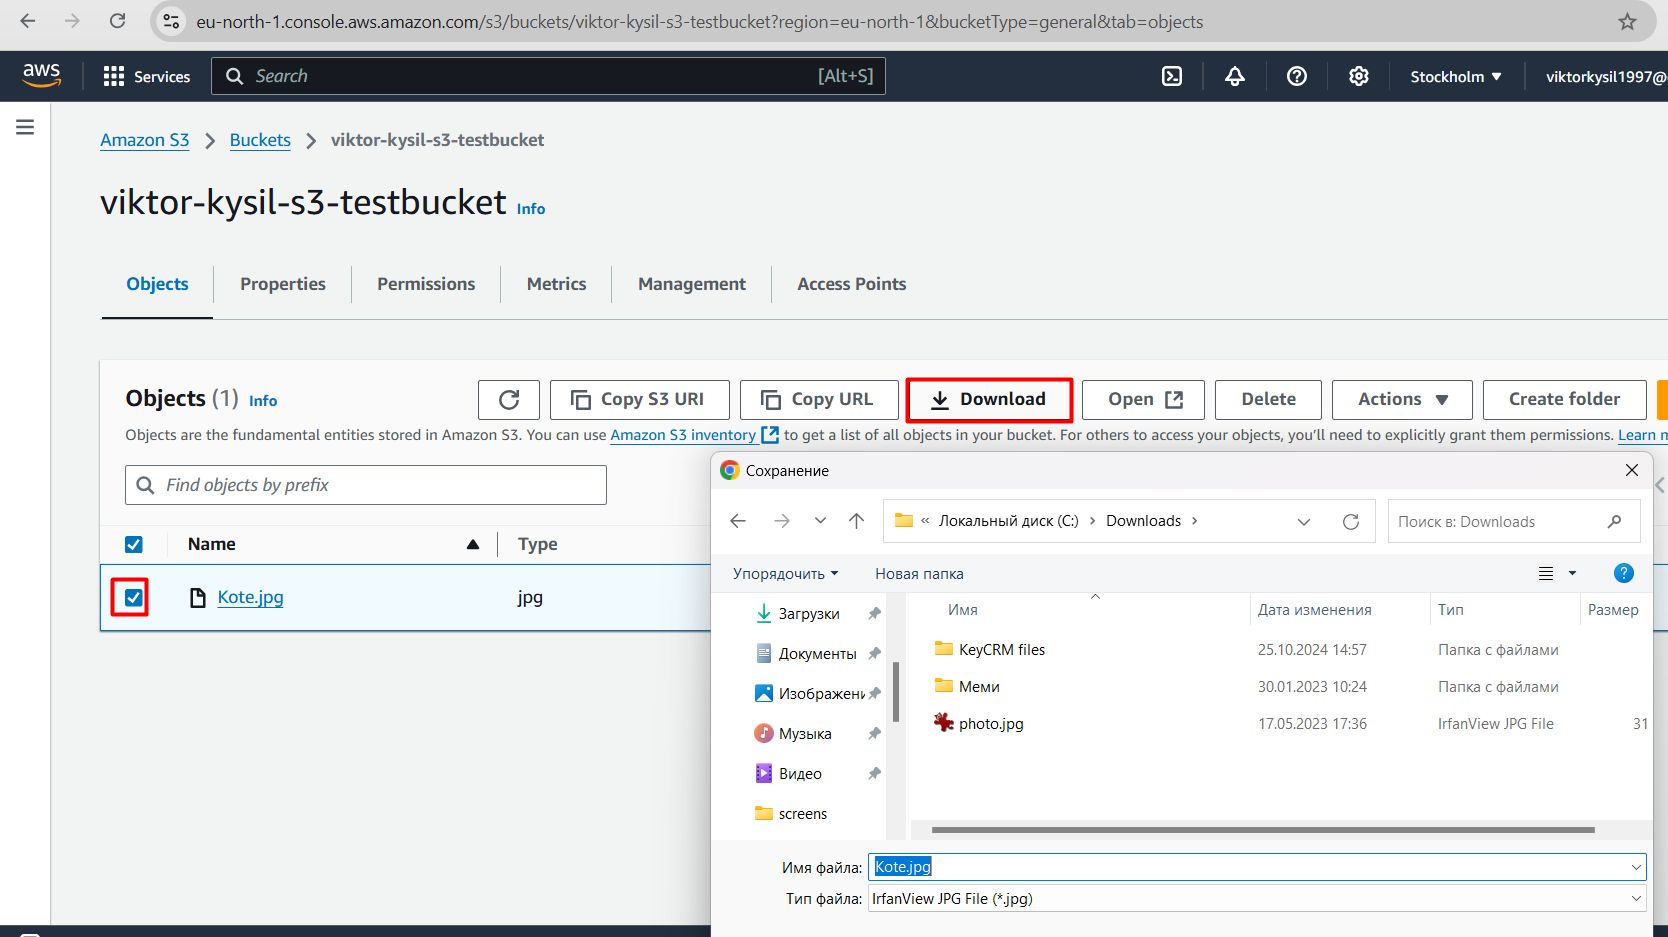 eu-north-1.console.aws.amazon.com/s3/buckets/viktor-kysil-s3-testbucket?region=eu-north-1&bucketType=general&tab=objects
aws Services Search [Alt+S] Stockholm viktorkysil1997@
Amazon S3 Buckets viktor-kysil-s3-testbucket
viktor-kysil-s3-testbucket Info
Objects Properties Permissions Metrics Management Access Points
Objects (1) Info Copy S3 URI Copy URL Download Open Delete Actions Create folder
Objects are the fundamental entities stored in Amazon S3. You can use Amazon S3 inventory to get a list of all objects in your bucket. For others to access your objects, you'll need to explicitly grant them permissions. Learn m
Find objects by prefix
Name Type
Kote.jpg jpg
Сохранение
« Локальный диск (C:) Downloads
Поиск в: Downloads
Упорядочить Новая папка
Загрузки
Документы
Изображени
Музыка
Видео
screens
Имя Дата изменения Тип Размер
KeyCRM files 25.10.2024 14:57 Папка с файлами
Меми 30.01.2023 10:24 Папка с файлами
photo.jpg 17.05.2023 17:36 IrfanView JPG File 31
Имя файла: Kote.jpg
Тип файла: IrfanView JPG File (*.jpg)